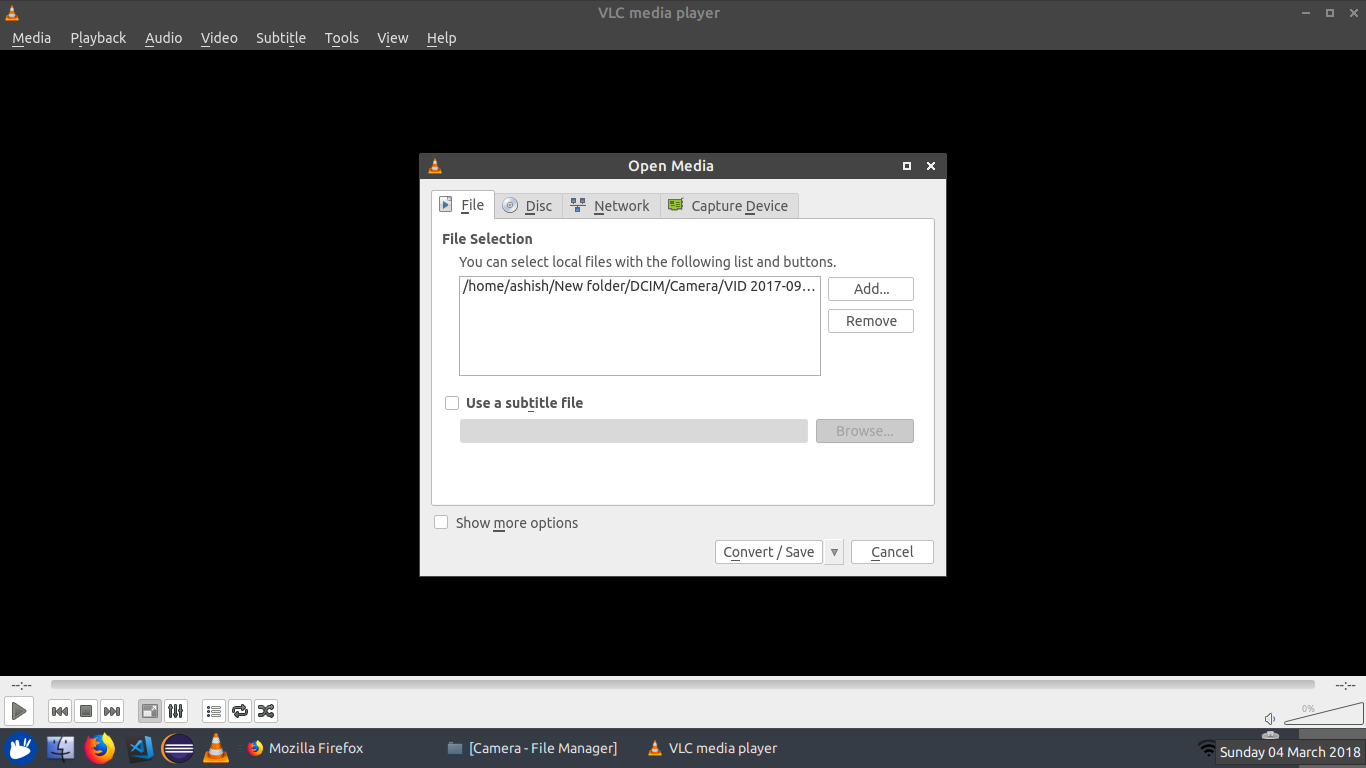 VLC media player
Media Playback Audio Video Subtitle Tools View Help
Open Media
File Disc Network Capture Device
File Selection
You can select local files with the following list and buttons.
/home/ashish/New folder/DCIM/Camera/VID 2017-09... Add...
Remove
Use a subtitle file
Browse...
Show more options
Convert / Save Cancel
--:-- --:--
0%
Mozilla Firefox [Camera - File Manager] VLC media player
Sunday 04 March 2018